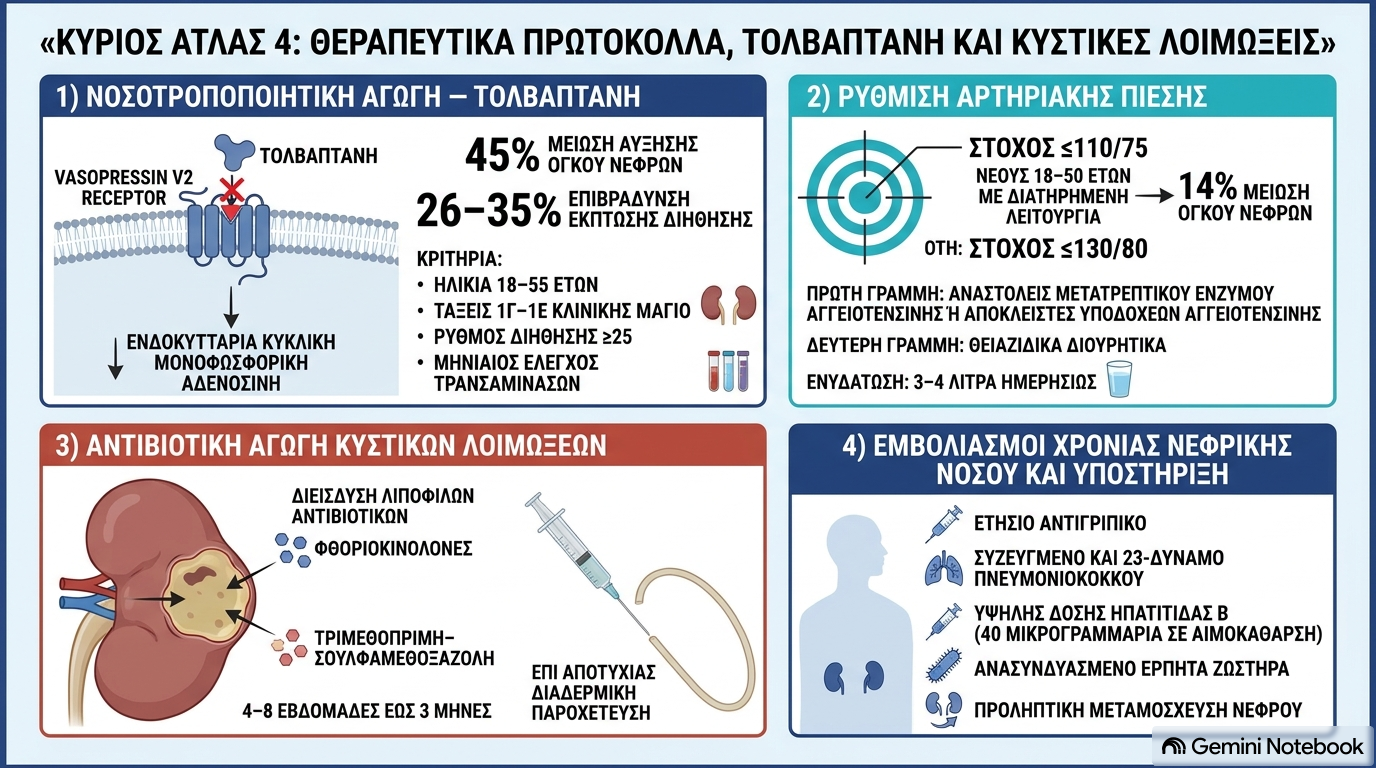 «ΚΥΡΙΟΣ ΑΤΛΑΣ 4: ΘΕΡΑΠΕΥΤΙΚΑ ΠΡΩΤΟΚΟΛΛΑ, ΤΟΛΒΑΠΤΑΝΗ ΚΑΙ ΚΥΣΤΙΚΕΣ ΛΟΙΜΩΞΕΙΣ»
1) ΝΟΣΟΤΡΟΠΟΠΟΙΗΤΙΚΗ ΑΓΩΓΗ — ΤΟΛΒΑΠΤΑΝΗ
ΤΟΛΒΑΠΤΑΝΗ
VASOPRESSIN V2
RECEPTOR
ΕΝΔΟΚΥΤΤΑΡΙΑ ΚΥΚΛΙΚΗ
ΜΟΝΟΦΩΣΦΟΡΙΚΗ
ΑΔΕΝΟΣΙΝΗ
45% ΜΕΙΩΣΗ ΑΥΞΗΣΗΣ
ΟΓΚΟΥ ΝΕΦΡΩΝ
26–35% ΕΠΙΒΡΑΔΥΝΣΗ
ΕΚΠΤΩΣΗΣ ΔΙΗΘΗΣΗΣ
ΚΡΙΤΗΡΙΑ:
• ΗΛΙΚΙΑ 18–55 ΕΤΩΝ
• ΤΑΞΕΙΣ 1Γ–1Ε ΚΛΙΝΙΚΗΣ ΜΑΓΙΟ
• ΡΥΘΜΟΣ ΔΙΗΘΗΣΗΣ ≥25
• ΜΗΝΙΑΙΟΣ ΕΛΕΓΧΟΣ
ΤΡΑΝΣΑΜΙΝΑΣΩΝ
2) ΡΥΘΜΙΣΗ ΑΡΤΗΡΙΑΚΗΣ ΠΙΕΣΗΣ
ΣΤΟΧΟΣ ≤110/75
ΝΕΟΥΣ 18–50 ΕΤΩΝ
ΜΕ ΔΙΑΤΗΡΗΜΕΝΗ
ΛΕΙΤΟΥΡΓΙΑ
14% ΜΕΙΩΣΗ
ΟΓΚΟΥ ΝΕΦΡΩΝ
ΟΤΗ: ΣΤΟΧΟΣ ≤130/80
ΠΡΩΤΗ ΓΡΑΜΜΗ: ΑΝΑΣΤΟΛΕΙΣ ΜΕΤΑΤΡΕΠΤΙΚΟΥ ΕΝΖΥΜΟΥ
ΑΓΓΕΙΟΤΕΝΣΙΝΗΣ Ή ΑΠΟΚΛΕΙΣΤΕΣ ΥΠΟΔΟΧΕΩΝ ΑΓΓΕΙΟΤΕΝΣΙΝΗΣ
ΔΕΥΤΕΡΗ ΓΡΑΜΜΗ: ΘΕΙΑΖΙΔΙΚΑ ΔΙΟΥΡΗΤΙΚΑ
ΕΝΥΔΑΤΩΣΗ: 3–4 ΛΙΤΡΑ ΗΜΕΡΗΣΙΩΣ
3) ΑΝΤΙΒΙΟΤΙΚΗ ΑΓΩΓΗ ΚΥΣΤΙΚΩΝ ΛΟΙΜΩΞΕΩΝ
ΔΙΕΙΣΔΥΣΗ ΛΙΠΟΦΙΛΩΝ
ΑΝΤΙΒΙΟΤΙΚΩΝ
ΦΘΟΡΙΟΚΙΝΟΛΟΝΕΣ
ΤΡΙΜΕΘΟΠΡΙΜΗ–
ΣΟΥΛΦΑΜΕΘΟΞΑΖΟΛΗ
4–8 ΕΒΔΟΜΑΔΕΣ ΕΩΣ 3 ΜΗΝΕΣ
ΕΠΙ ΑΠΟΤΥΧΙΑΣ
ΔΙΑΔΕΡΜΙΚΗ
ΠΑΡΟΧΕΤΕΥΣΗ
4) ΕΜΒΟΛΙΑΣΜΟΙ ΧΡΟΝΙΑΣ ΝΕΦΡΙΚΗΣ
ΝΟΣΟΥ ΚΑΙ ΥΠΟΣΤΗΡΙΞΗ
ΕΤΗΣΙΟ ΑΝΤΙΓΡΙΠΙΚΟ
ΣΥΖΕΥΓΜΕΝΟ ΚΑΙ 23-ΔΥΝΑΜΟ
ΠΝΕΥΜΟΝΙΟΚΟΚΚΟΥ
ΥΨΗΛΗΣ ΔΟΣΗΣ ΗΠΑΤΙΤΙΔΑΣ Β
(40 ΜΙΚΡΟΓΡΑΜΜΑΡΙΑ ΣΕ ΑΙΜΟΚΑΘΑΡΣΗ)
ΑΝΑΣΥΝΔΥΑΣΜΕΝΟ ΕΡΠΗΤΑ ΖΩΣΤΗΡΑ
ΠΡΟΛΗΠΤΙΚΗ ΜΕΤΑΜΟΣΧΕΥΣΗ ΝΕΦΡΟΥ
Gemini Notebook